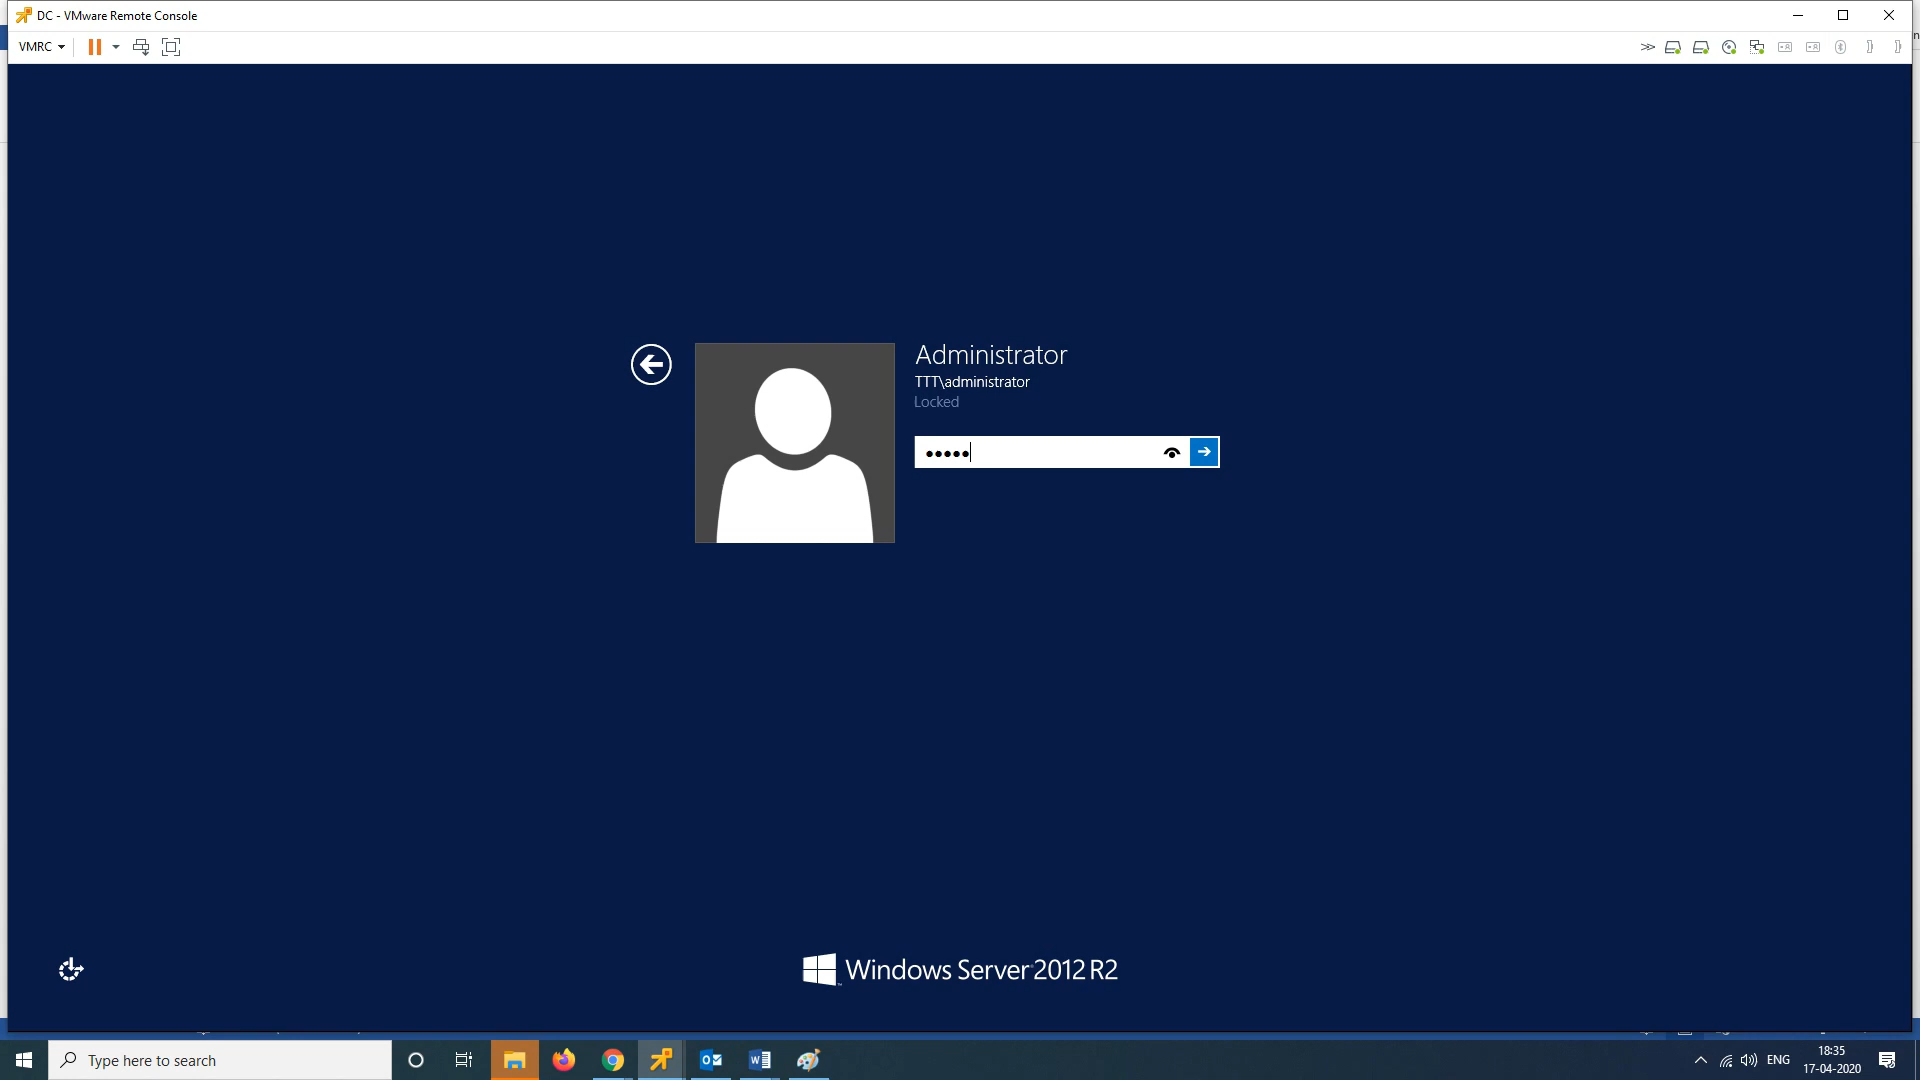 DC - VMware Remote Console
VMRC
Administrator
TTT\administrator
Locked
Windows Server 2012 R2
Type here to search
ENG
18:35
17-04-2020